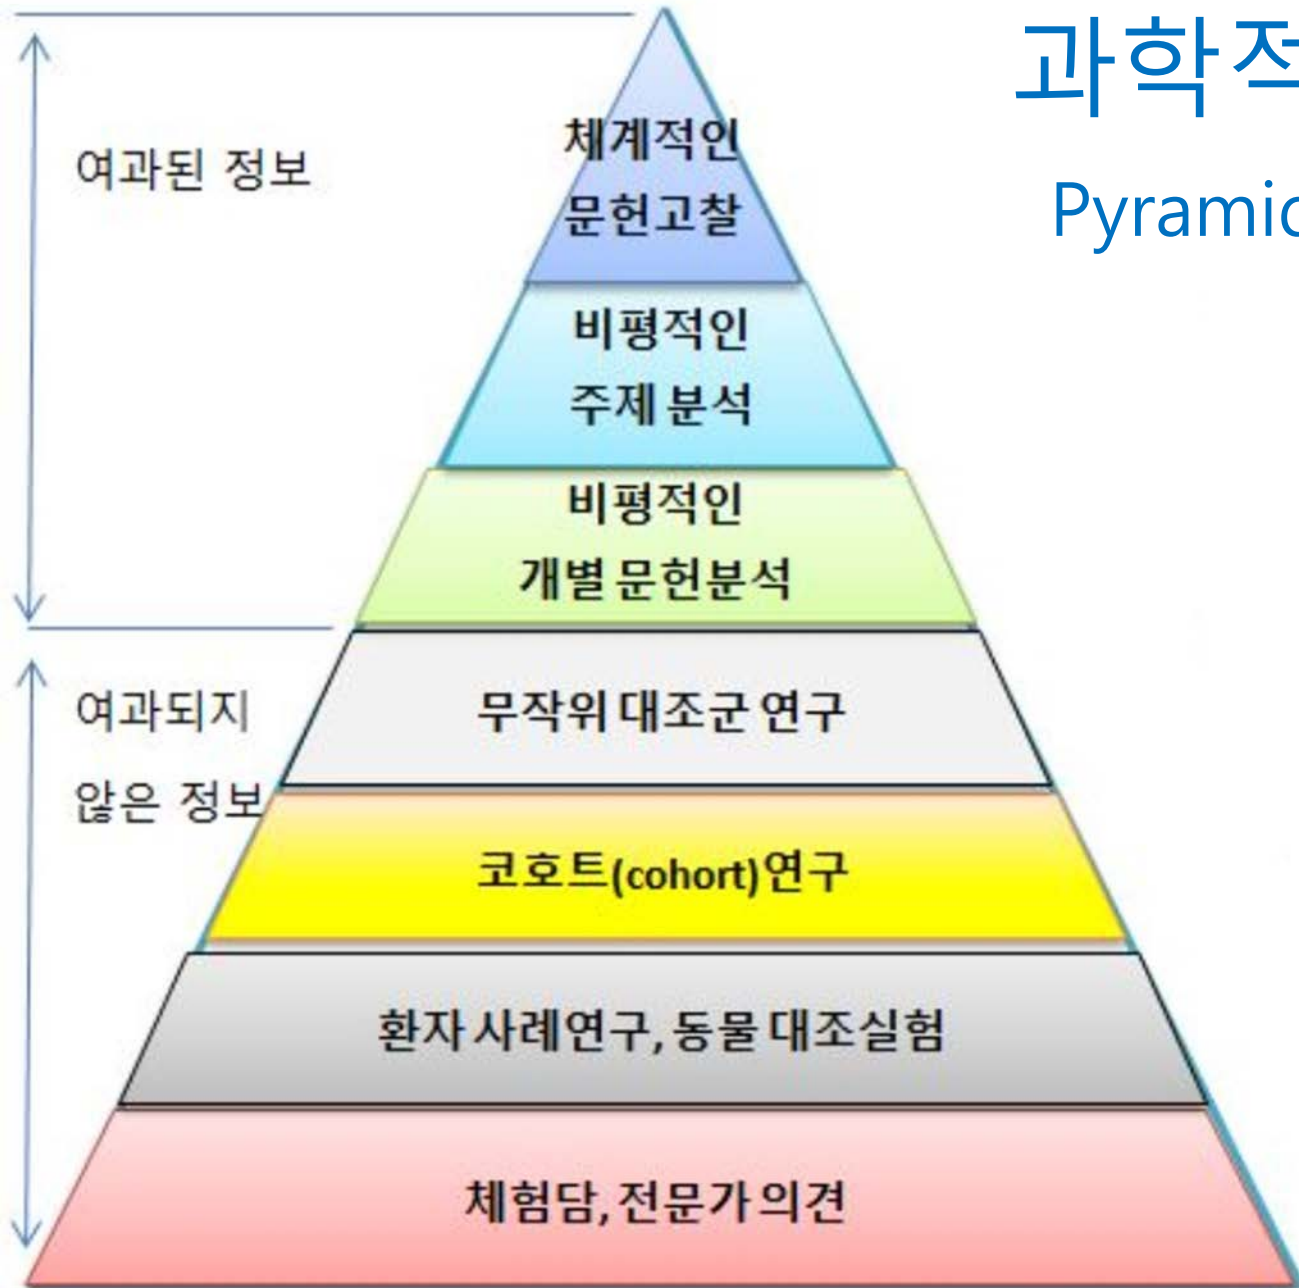 과학적
Pyramid
여과된 정보
체계적인
문헌고찰
비평적인
주제 분석
비평적인
개별 문헌분석
여과되지
않은 정보
무작위 대조군 연구
코호트(cohort)연구
환자 사례연구, 동물 대조실험
체험담, 전문가 의견